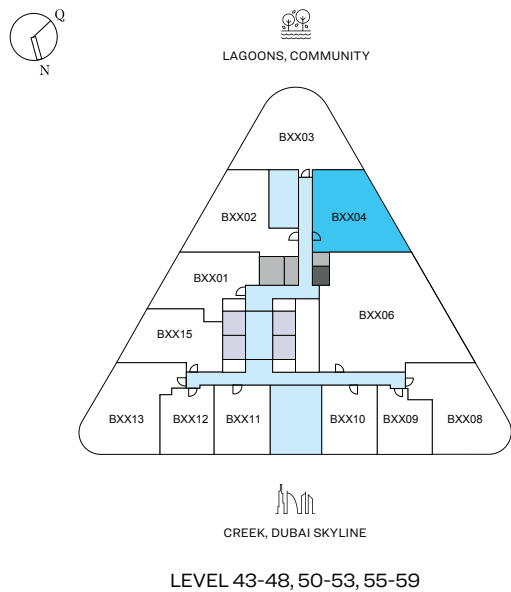 Q
N
LAGOONS, COMMUNITY
BXX03
BXX02
BXX04
BXX01
BXX06
BXX15
BXX13
BXX12
BXX11
BXX10
BXX09
BXX08
CREEK, DUBAI SKYLINE
LEVEL 43-48, 50-53, 55-59